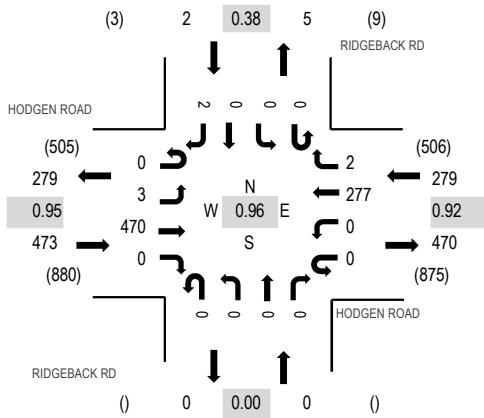 (3) 2 0.38 5 (9)
RIDGEBACK RD
HODGEN ROAD
2 0 0 0
(505) (506)
279 0 2 279
3 N 277
0.95 W 0.96 E 0.92
470 S 0
473 0 0 470
(880) (875)
0 0 0 0
HODGEN ROAD
RIDGEBACK RD
() 0 0.00 0 ()